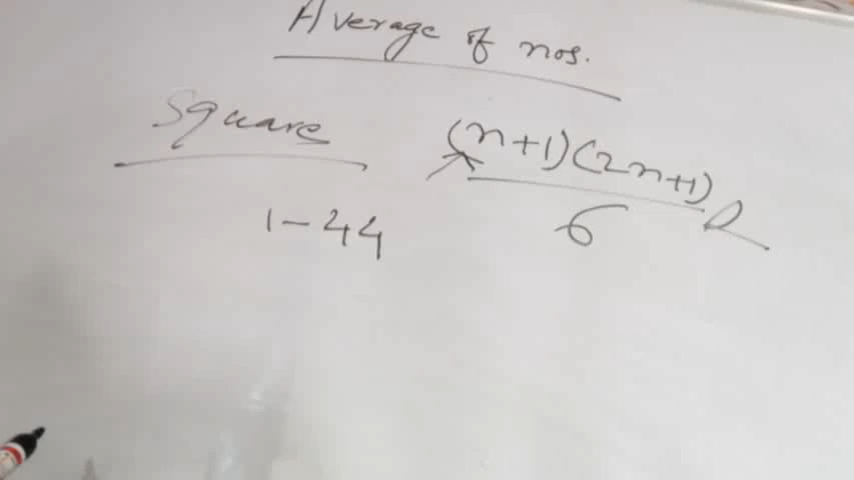 Average of nos.
Square
(n+1)(2n+1)
6
1-44